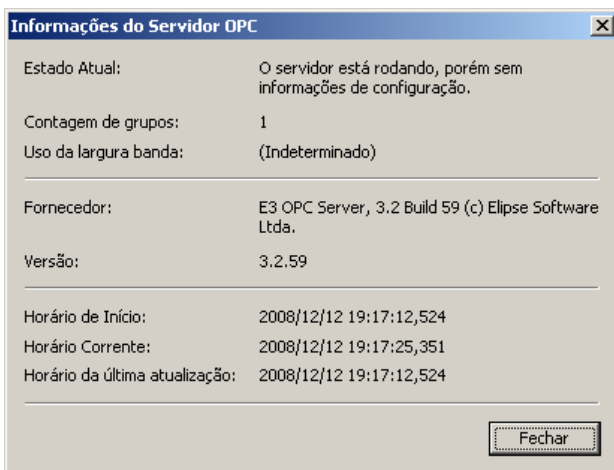 Informações do Servidor OPC
Estado Atual: O servidor está rodando, porém sem
informações de configuração.
Contagem de grupos: 1
Uso da largura banda: (Indeterminado)
Fornecedor: E3 OPC Server, 3.2 Build 59 (c) Elipse Software
Ltda.
Versão: 3.2.59
Horário de Início: 2008/12/12 19:17:12,524
Horário Corrente: 2008/12/12 19:17:25,351
Horário da última atualização: 2008/12/12 19:17:12,524
Fechar